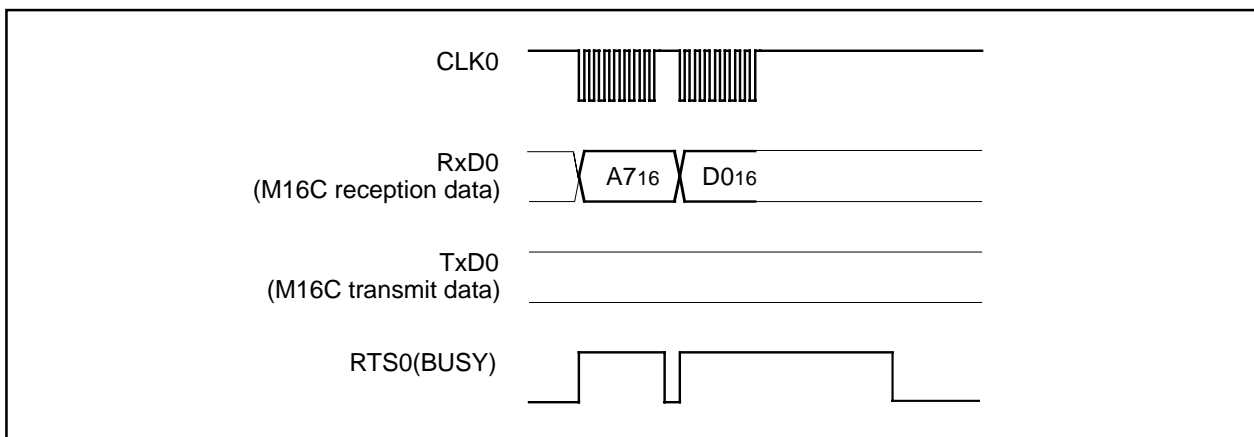 CLK0
RxD0
(M16C reception data)
A716
D016
TxD0
(M16C transmit data)
RTS0(BUSY)